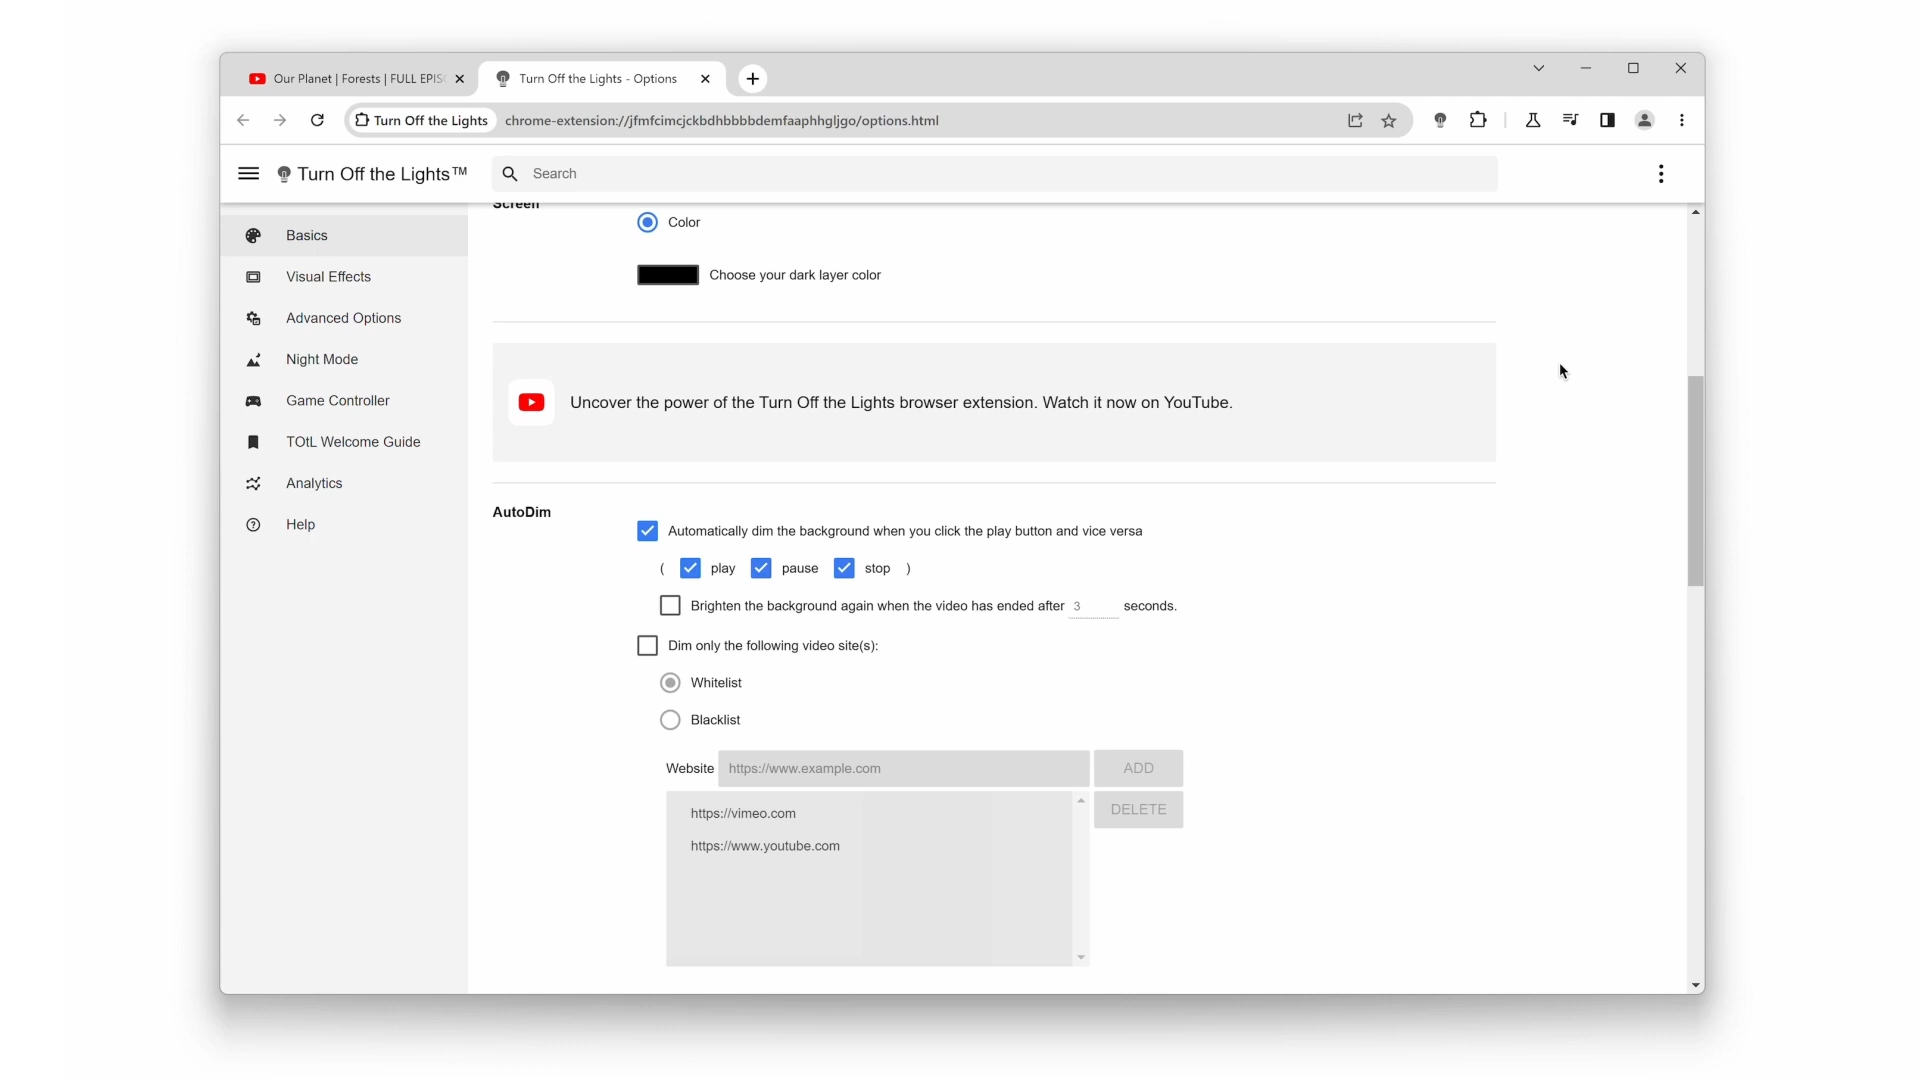 Our Planet | Forests | FULL EPIS
Turn Off the Lights - Options
Turn Off the Lights
chrome-extension://jfmfcimcjckbdhbbbbdemfaaphhgljgo/options.html
Turn Off the Lights™
Search
Basics
Visual Effects
Advanced Options
Night Mode
Game Controller
TOtL Welcome Guide
Analytics
Help
Screen
Color
Choose your dark layer color
Uncover the power of the Turn Off the Lights browser extension. Watch it now on YouTube.
AutoDim
Automatically dim the background when you click the play button and vice versa
( play pause stop )
Brighten the background again when the video has ended after 3 seconds.
Dim only the following video site(s):
Whitelist
Blacklist
Website https://www.example.com ADD
DELETE
https://vimeo.com
https://www.youtube.com